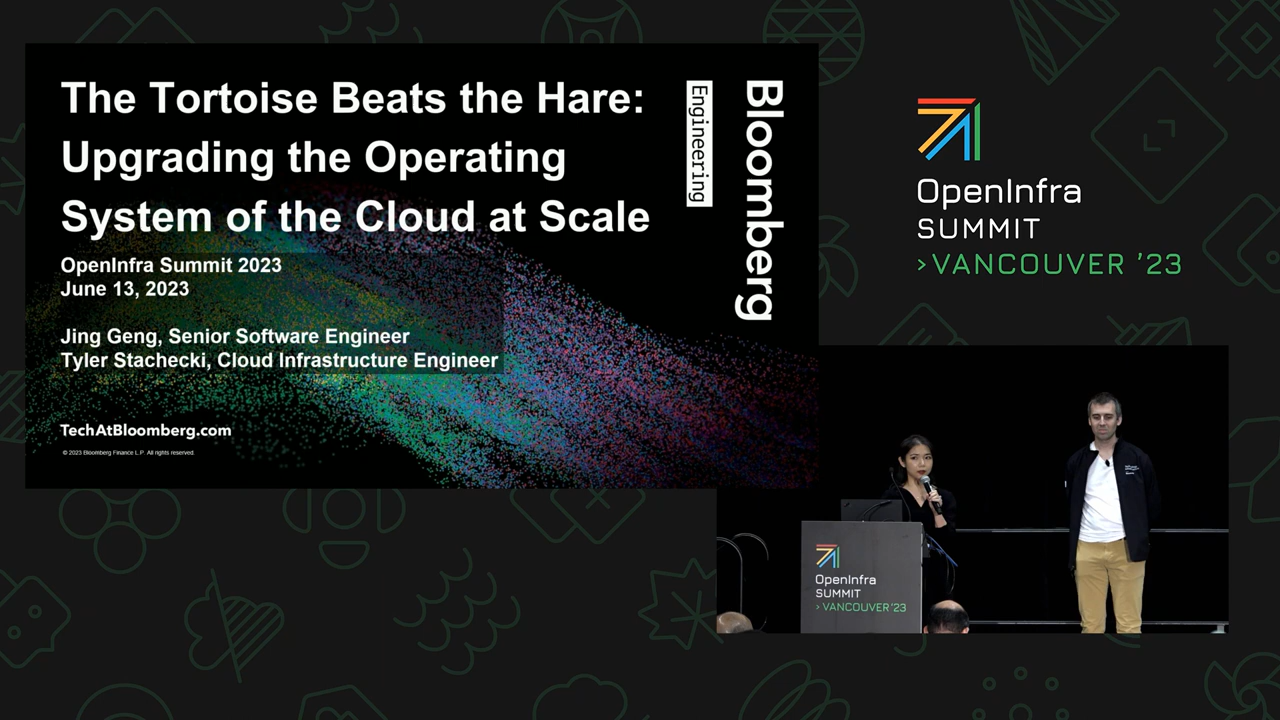 The Tortoise Beats the Hare:
Upgrading the Operating
System of the Cloud at Scale
OpenInfra Summit 2023
June 13, 2023
Jing Geng, Senior Software Engineer
Tyler Stachecki, Cloud Infrastructure Engineer
TechAtBloomberg.com
© 2023 Bloomberg Finance L.P. All rights reserved.
Engineering
Bloomberg
OpenInfra
SUMMIT
>VANCOUVER ’23
OpenInfra
SUMMIT
> VANCOUVER’23